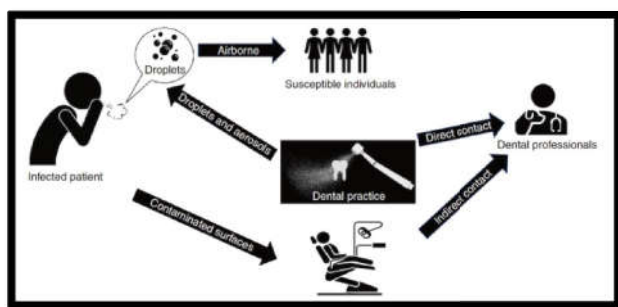 Droplets
Airborne
Susceptible individuals
Infected patient
Droplets and aerosols
Dental practice
Direct contact
Dental professionals
Contaminated surfaces
Indirect contact